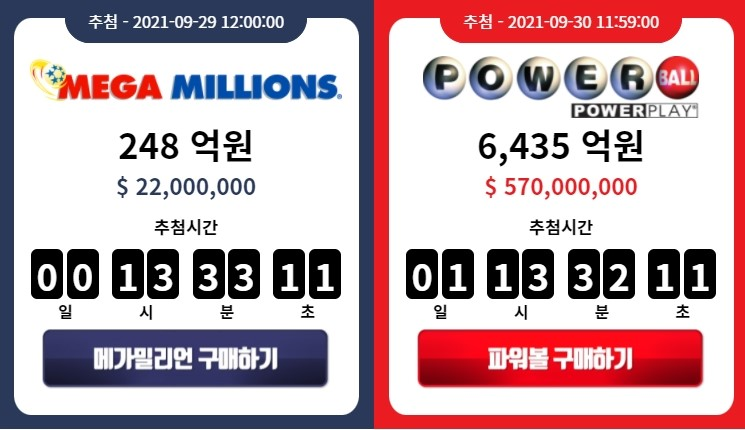 추첨 - 2021-09-29 12:00:00
MEGA MILLIONS
248 억원
$ 22,000,000
추첨시간
00 13 33 11
일 시 분 초
메가밀리언 구매하기
추첨 - 2021-09-30 11:59:00
POWER BALL
POWERPLAY
6,435 억원
$ 570,000,000
추첨시간
01 13 32 11
일 시 분 초
파워볼 구매하기